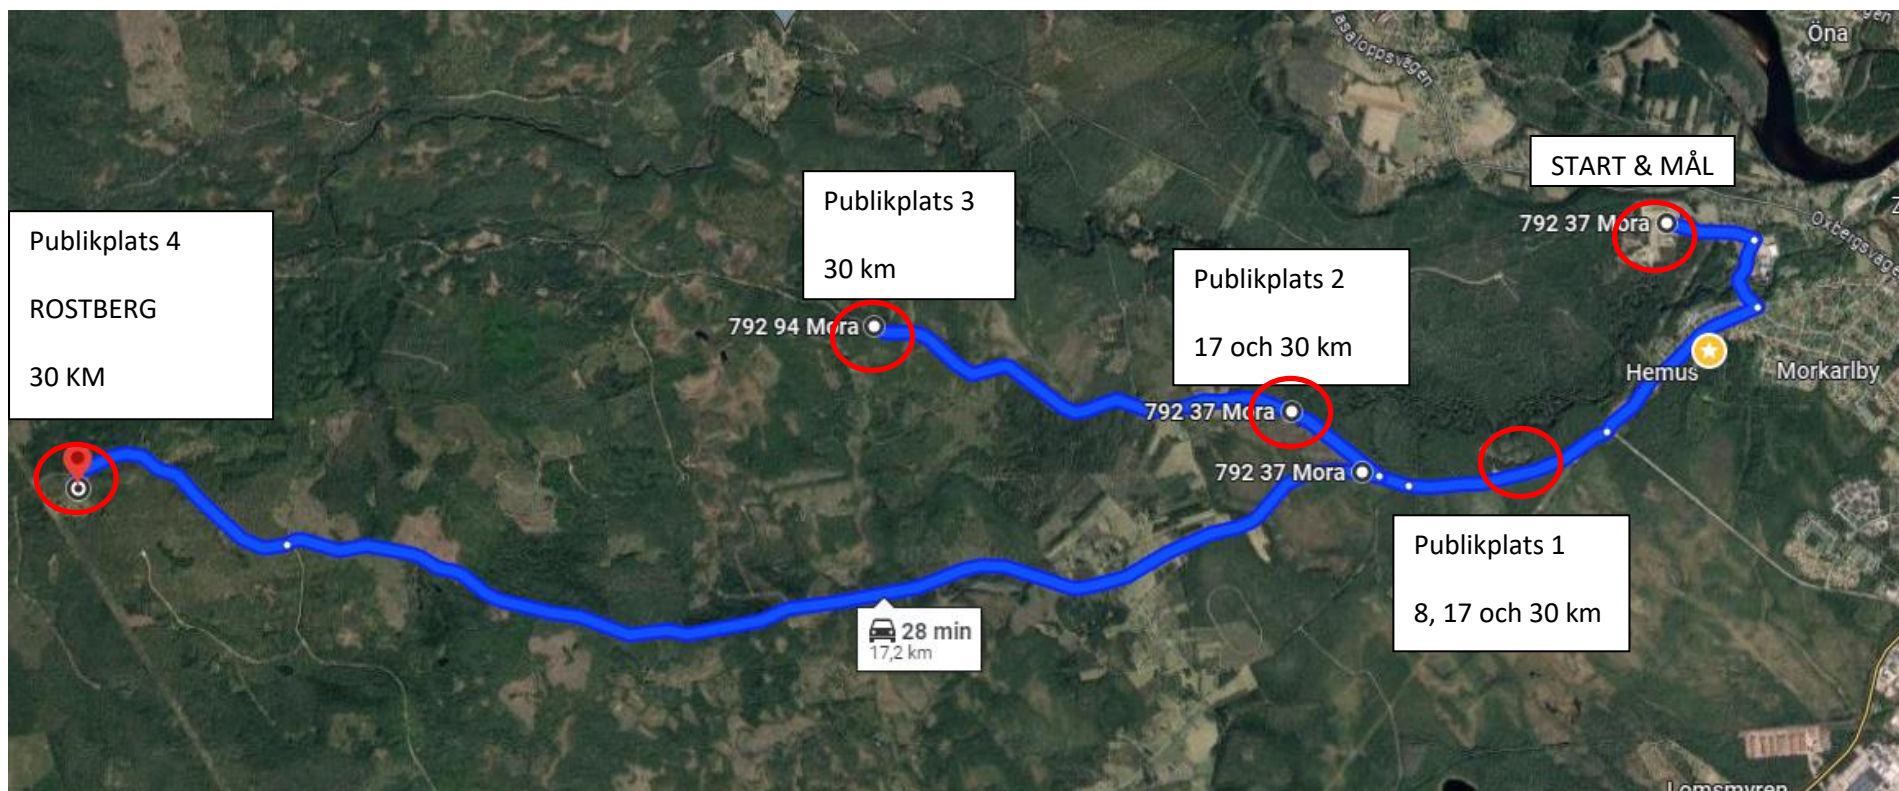 Öna
Vasaloppsvägen
START & MÅL
Publikplats 3
30 km
792 37 Mora
Oxbergsvägen
Publikplats 4
ROSTBERG
30 KM
Publikplats 2
17 och 30 km
792 94 Mora
Hemus
Morkarlby
792 37 Mora
792 37 Mora
Publikplats 1
8, 17 och 30 km
28 min
17,2 km
Lomsmyren